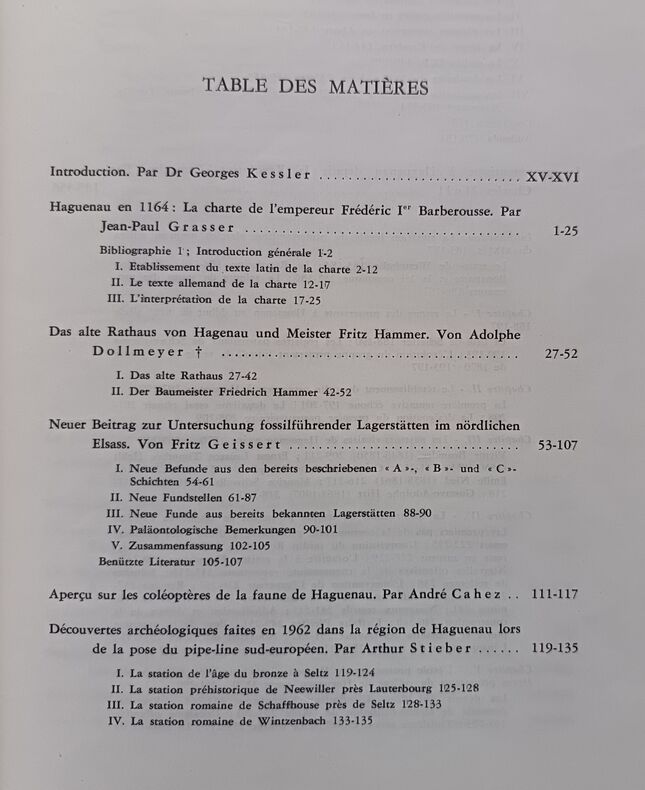 TABLE DES MATIÈRES
Introduction. Par Dr Georges Kessler .......................... XV-XVI
Haguenau en 1164 : La charte de l'empereur Frédéric Ier Barberousse. Par
Jean-Paul Grasser ...................................... 1-25
Bibliographie 1 ; Introduction générale 1-2
I. Etablissement du texte latin de la charte 2-12
II. Le texte allemand de la charte 12-17
III. L'interprétation de la charte 17-25
Das alte Rathaus von Hagenau und Meister Fritz Hammer. Von Adolphe
Dollmeyer † ......................................... 27-52
I. Das alte Rathaus 27-42
II. Der Baumeister Friedrich Hammer 42-52
Neuer Beitrag zur Untersuchung fossilführender Lagerstätten im nördlichen
Elsass. Von Fritz Geissert ................................ 53-107
I. Neue Befunde aus den bereits beschriebenen « A »-, « B »- und « C »-
Schichten 54-61
II. Neue Fundstellen 61-87
III. Neue Funde aus bereits bekannten Lagerstätten 88-90
IV. Paläontologische Bemerkungen 90-101
V. Zusammenfassung 102-105
Benützte Literatur 105-107
Aperçu sur les coléoptères de la faune de Haguenau. Par André Cahez .. 111-117
Découvertes archéologiques faites en 1962 dans la région de Haguenau lors
de la pose du pipe-line sud-européen. Par Arthur Stieber ...... 119-135
I. La station de l'âge du bronze à Seltz 119-124
II. La station préhistorique de Neewiller près Lauterbourg 125-128
III. La station romaine de Schaffhouse près de Seltz 128-133
IV. La station romaine de Wintzenbach 133-135